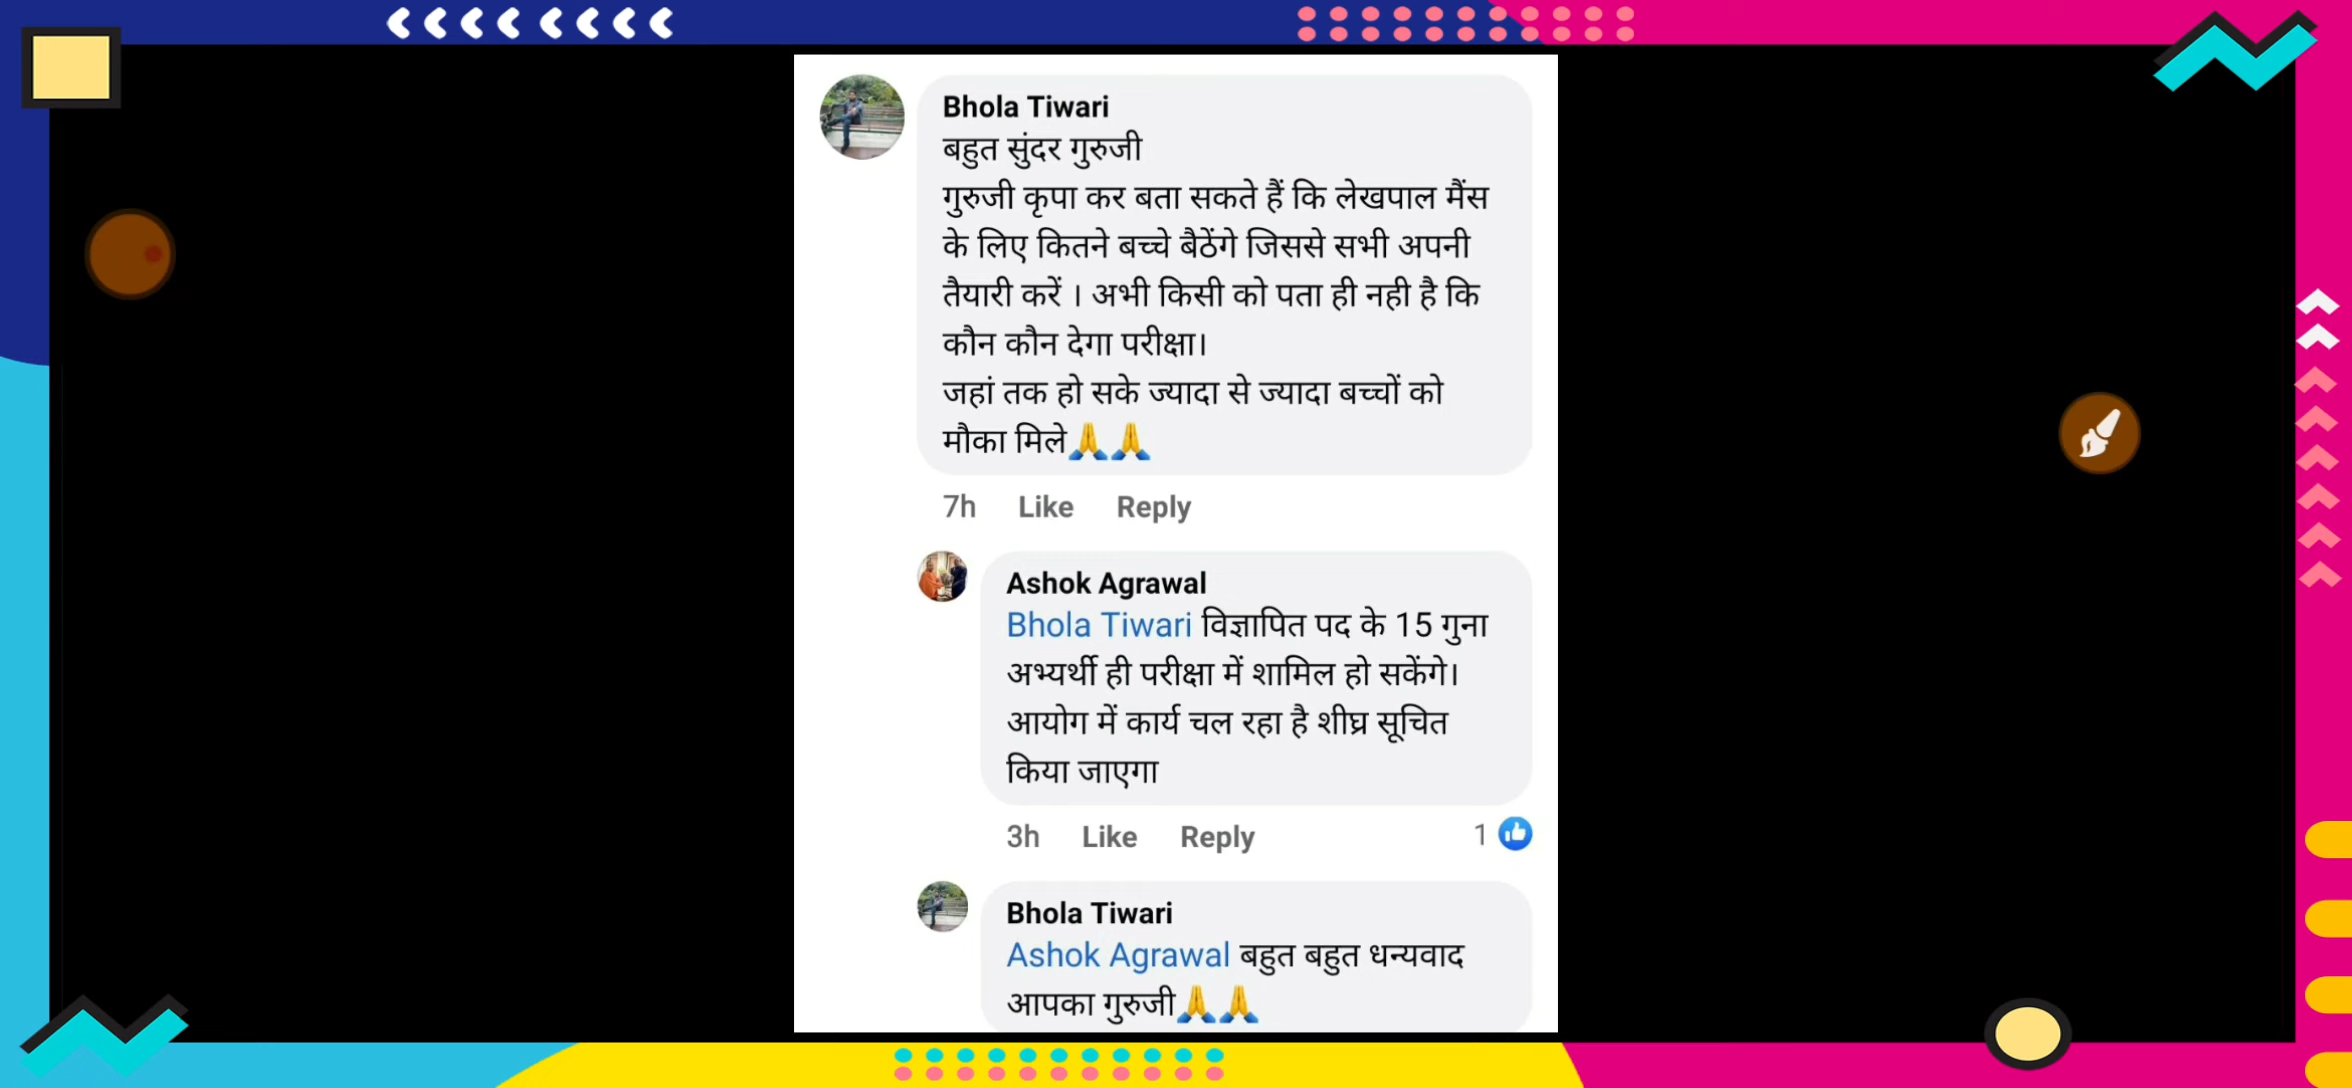 Bhola Tiwari
बहुत सुंदर गुरुजी
गुरुजी कृपा कर बता सकते हैं कि लेखपाल मैंस
के लिए कितने बच्चे बैठेंगे जिससे सभी अपनी
तैयारी करें । अभी किसी को पता ही नही है कि
कौन कौन देगा परीक्षा।
जहां तक हो सके ज्यादा से ज्यादा बच्चों को
मौका मिले🙏🙏
7h Like Reply
Ashok Agrawal
Bhola Tiwari विज्ञापित पद के 15 गुना
अभ्यर्थी ही परीक्षा में शामिल हो सकेंगे।
आयोग में कार्य चल रहा है शीघ्र सूचित
किया जाएगा
3h Like Reply 1
Bhola Tiwari
Ashok Agrawal बहुत बहुत धन्यवाद
आपका गुरुजी🙏🙏